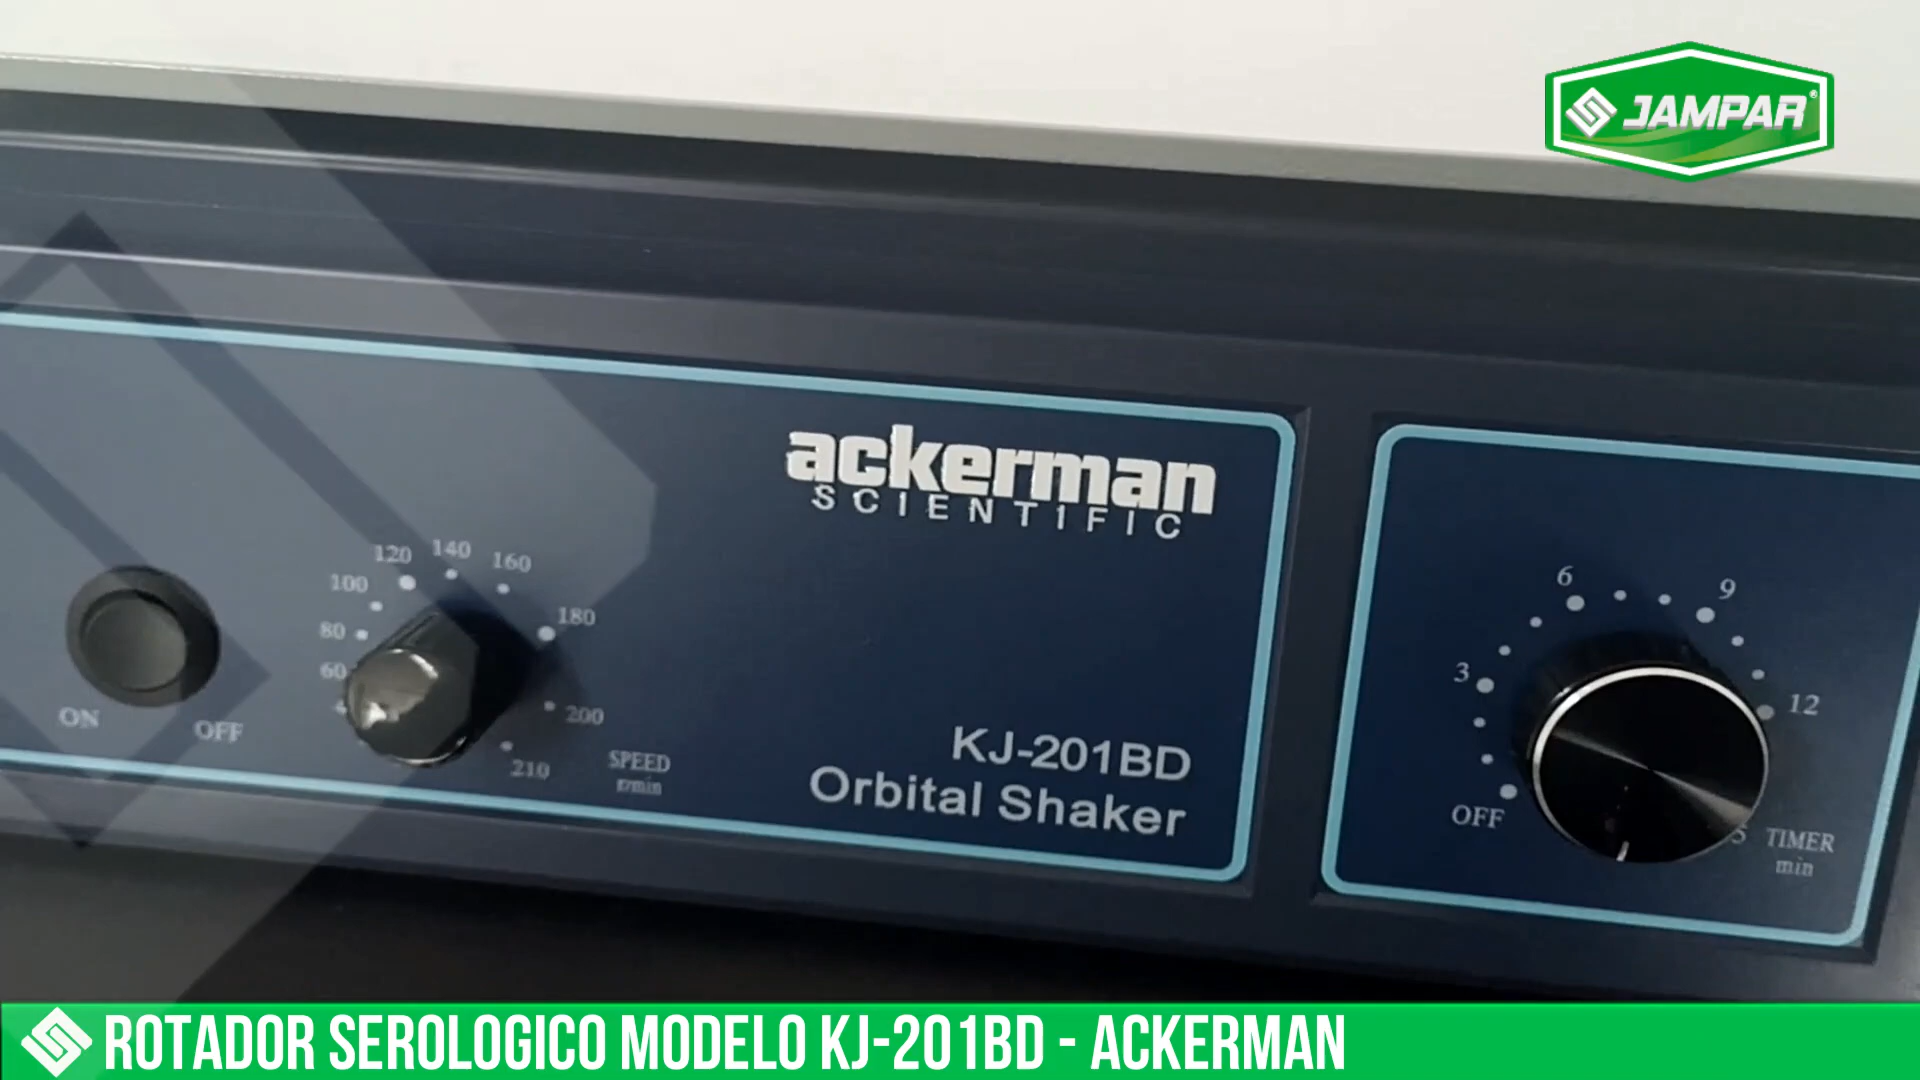 JAMPAR®
ackerman
SCIENTIFIC
120 140 160
100
180
80
60
ON OFF
200
210
SPEED
r/min
KJ-201BD
Orbital Shaker
6 9
3
12
OFF
TIMER
min
ROTADOR SEROLOGICO MODELO KJ-201BD - ACKERMAN